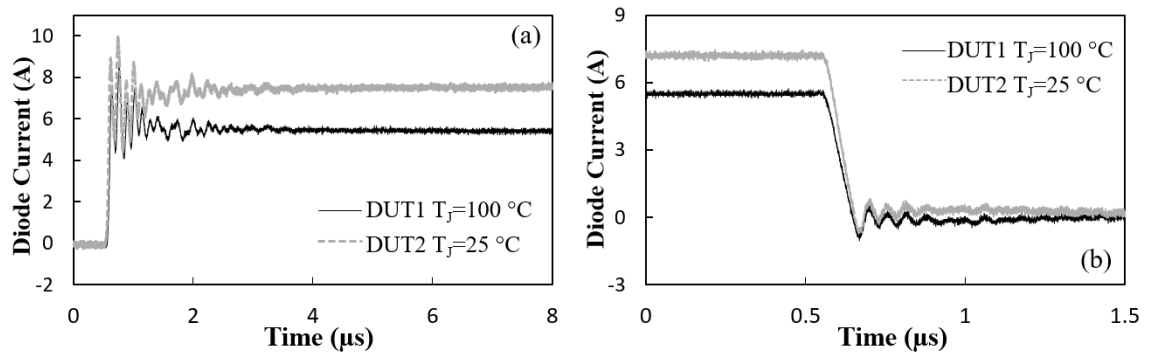 Diode Current (A)
10
8
6
4
2
0
-2
(a)
DUT1 TJ=100 °C
DUT2 TJ=25 °C
0
2
4
6
8
Time (μs)
Diode Current (A)
9
6
3
0
-3
DUT1 TJ=100 °C
DUT2 TJ=25 °C
(b)
0
0.5
1
1.5
Time (μs)